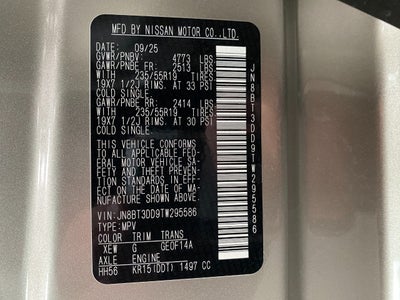 MFD BY NISSAN MOTOR CO.,LTD.
DATE: 09/25
GVWR/PNBV: 4773 LBS
GAWR/PNBE FR: 2513 LBS
WITH 235/55R19 TIRES
19X7 1/2J RIMS AT 33 PSI
COLD SINGLE.
GAWR/PNBE RR: 2414 LBS
WITH 235/55R19 TIRES
19X7 1/2J RIMS AT 30 PSI
COLD SINGLE.
THIS VEHICLE CONFORMS
TO ALL APPLICABLE FED-
ERAL MOTOR VEHICLE SA-
FETY AND THEFT PREVEN-
TION STANDARDS IN EF-
FECT ON THE DATE OF MA-
NUFACTURE SHOWN ABOVE.
VIN: JN8BT3DD9TW295586
TYPE: MPV
COLOR TRIM TRANS
XEW G GE0F14A
AXLE ENGINE
HH56 KR15(DDT) 1497 CC
JN8BT3DD9TW295586